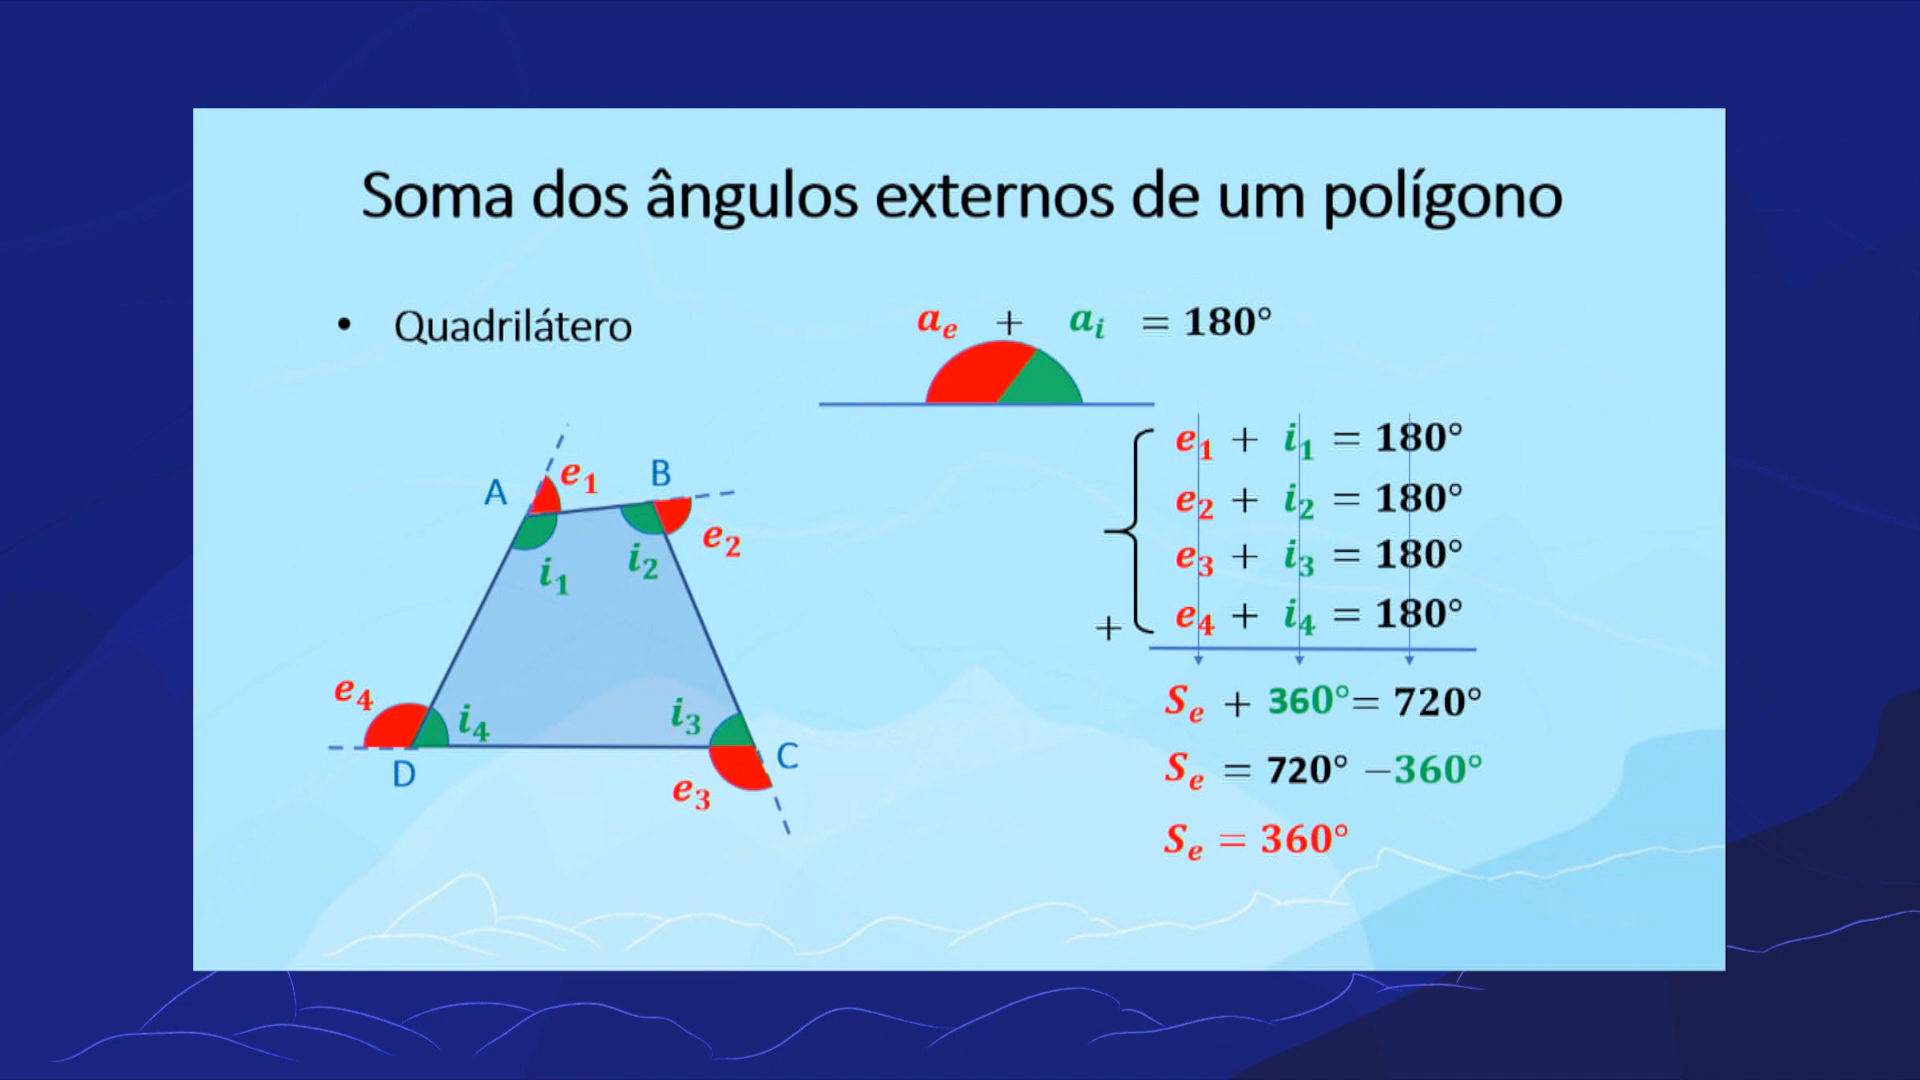 Soma dos ângulos externos de um polígono
• Quadrilátero
aₑ + aᵢ = 180°
A e₁ B
e₂
i₁ i₂
e₄ i₄ i₃
D C
e₃
e₁ + i₁ = 180°
e₂ + i₂ = 180°
e₃ + i₃ = 180°
+ e₄ + i₄ = 180°
Sₑ + 360°= 720°
Sₑ = 720° −360°
Sₑ = 360°